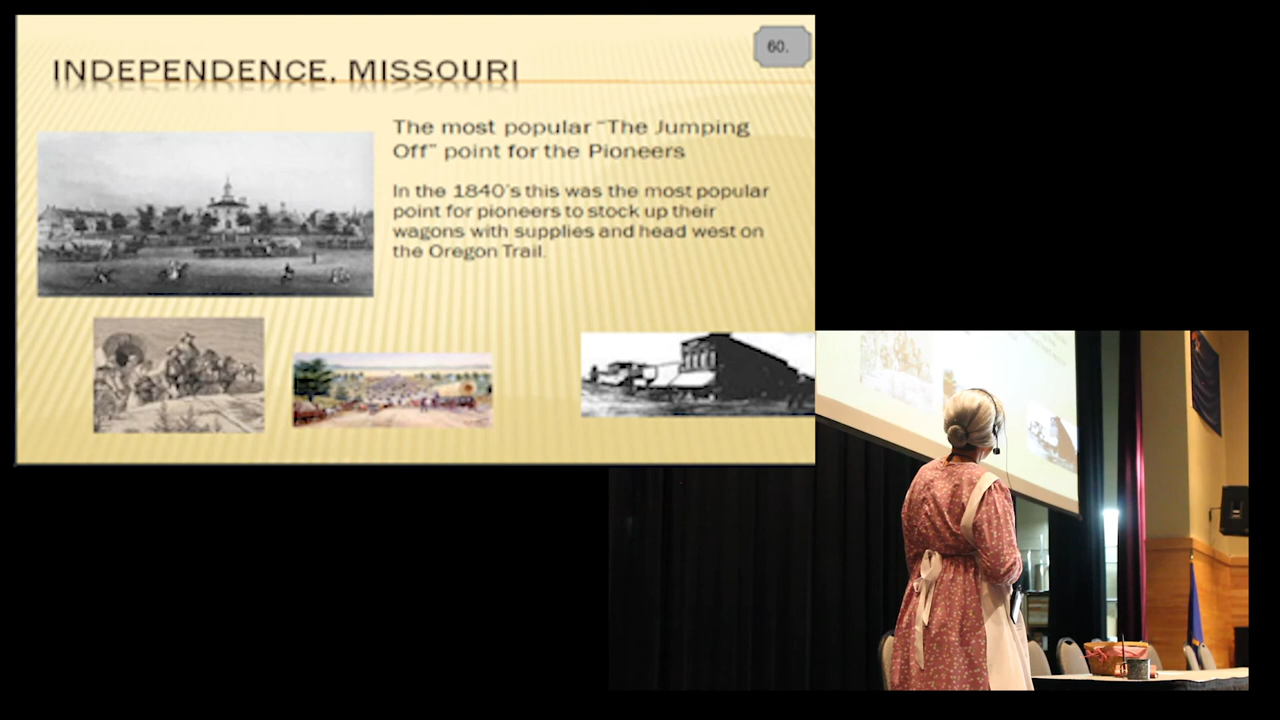 60.
INDEPENDENCE, MISSOURI
The most popular "The Jumping
Off" point for the Pioneers
In the 1840's this was the most popular
point for pioneers to stock up their
wagons with supplies and head west on
the Oregon Trail.